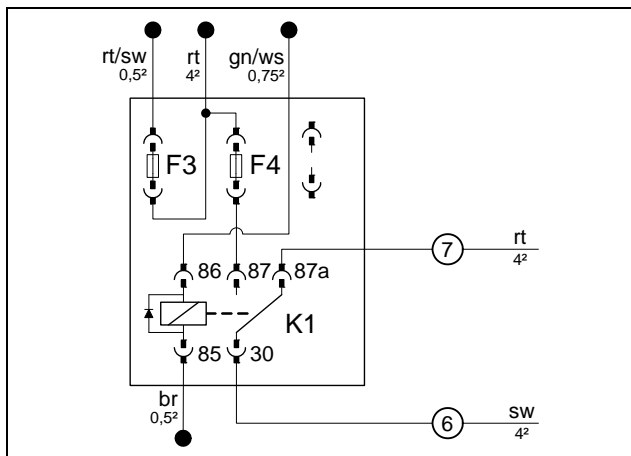 rt/sw rt gn/ws
0,5² 4² 0,75²
F3 F4
7 rt
4²
86 87 87a
K1
85 30
br
0,5²
6 sw
4²